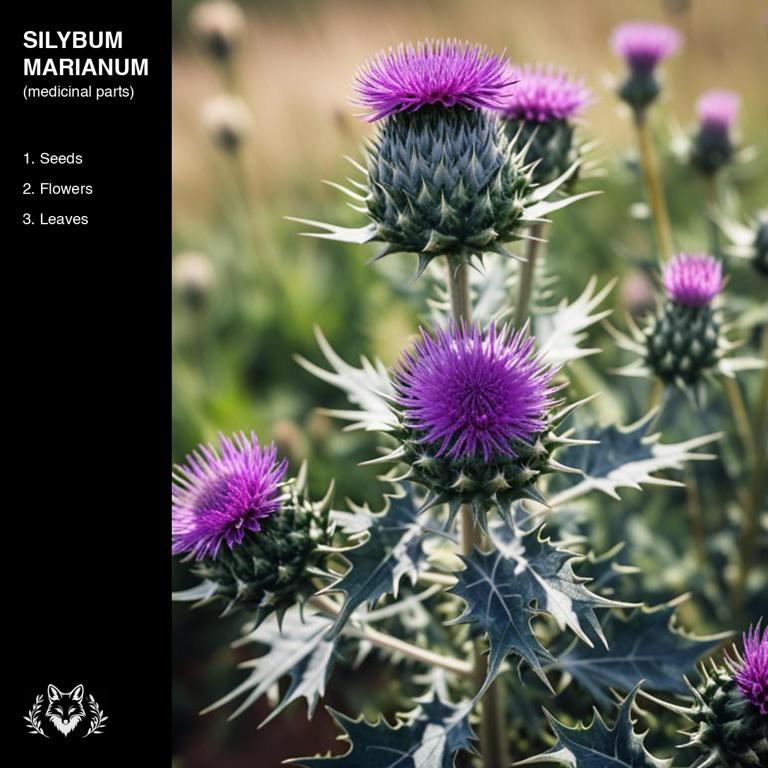 SILYBUM
MARIANUM
(medicinal parts)
1. Seeds
2. Flowers
3. Leaves